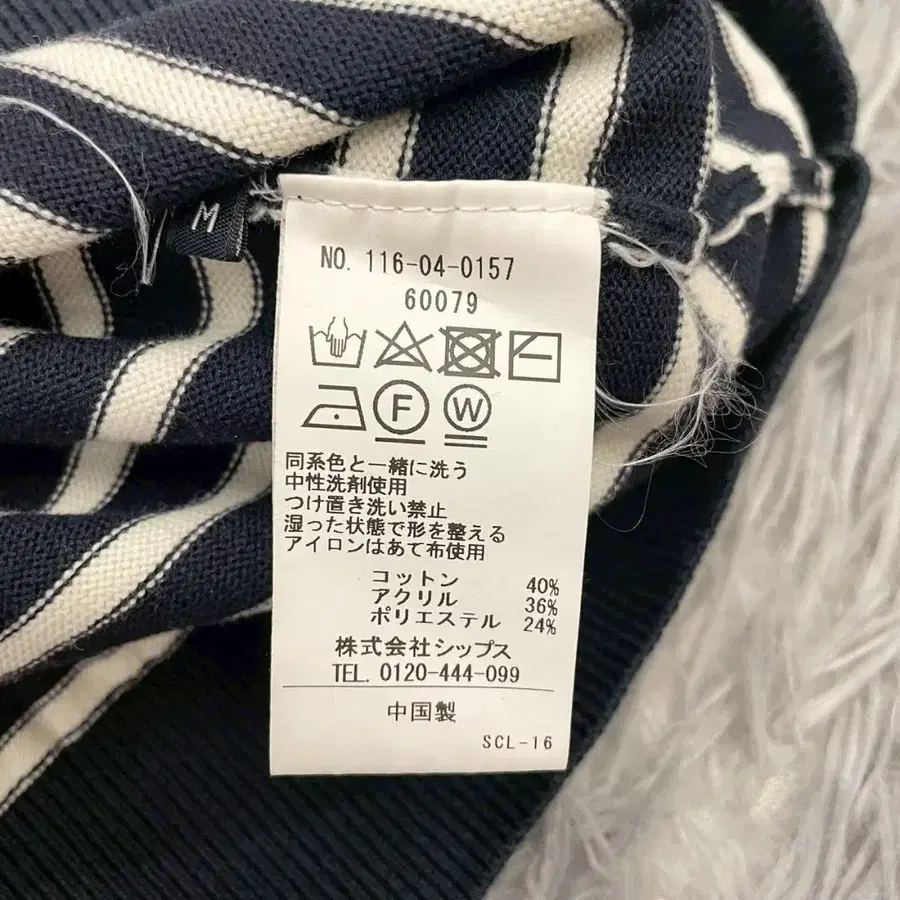 M
NO. 116-04-0157
60079
F W
同系色と一緒に洗う
中性洗剤使用
つけ置き洗い禁止
湿った状態で形を整える
アイロンはあて布使用
コットン 40%
アクリル 36%
ポリエステル 24%
株式会社シップス
TEL. 0120-444-099
中国製
SCL-16